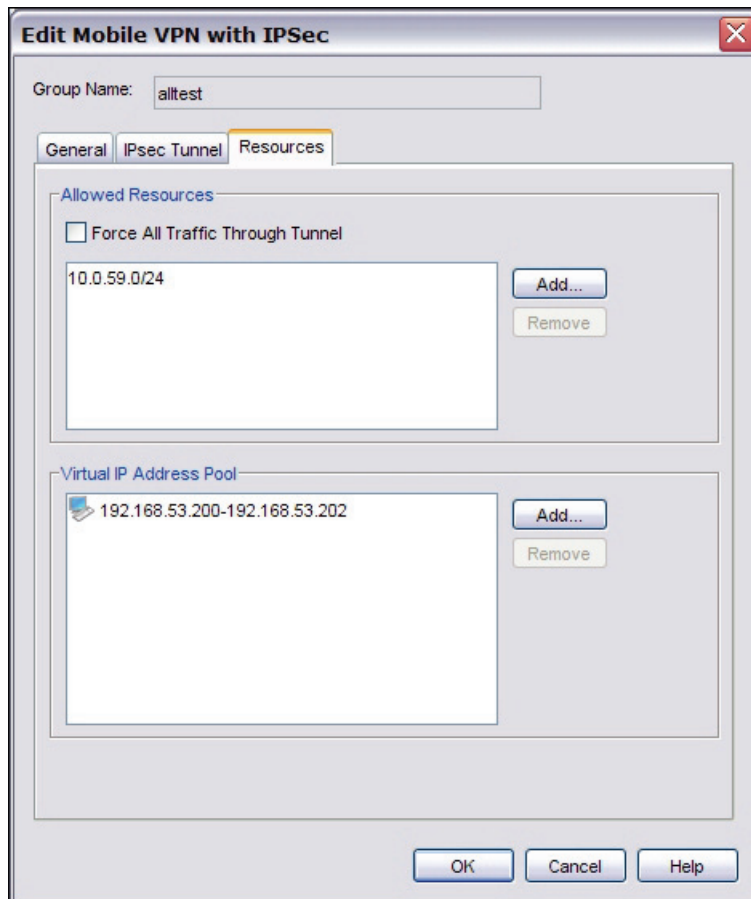 Edit Mobile VPN with IPSec
Group Name: alltest
General IPsec Tunnel Resources
Allowed Resources
Force All Traffic Through Tunnel
10.0.59.0/24
Add...
Remove
Virtual IP Address Pool
192.168.53.200-192.168.53.202
Add...
Remove
OK Cancel Help